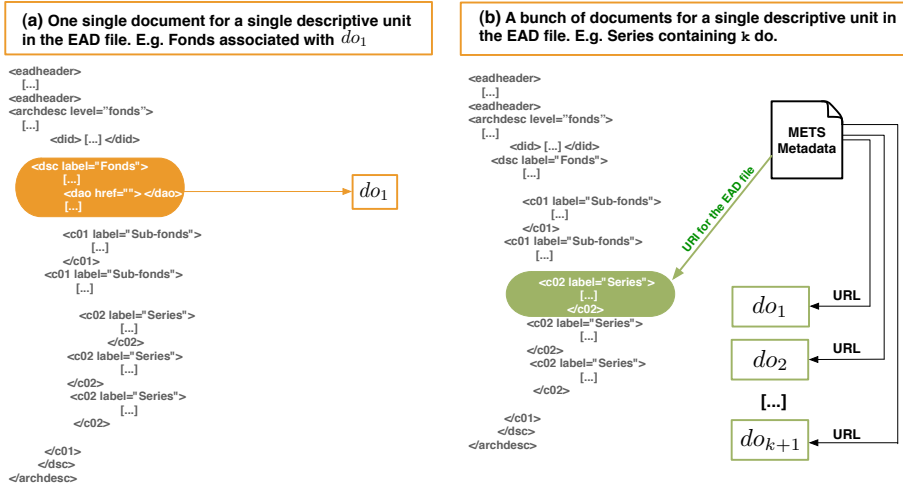 (a) One single document for a single descriptive unit
in the EAD file. E.g. Fonds associated with do1
<eadheader>
[...]
<eadheader>
<archdesc level="fonds">
[...]
<did> [...] </did>
<dsc label="Fonds">
[...]
<dao href=""> </dao>
[...]
do1
<c01 label="Sub-fonds">
[...]
</c01>
<c01 label="Sub-fonds">
[...]
<c02 label="Series">
[...]
</c02>
<c02 label="Series">
[...]
</c02>
<c02 label="Series">
[...]
</c02>
</c01>
</dsc>
</archdesc>
(b) A bunch of documents for a single descriptive unit in
the EAD file. E.g. Series containing k do.
<eadheader>
[...]
<eadheader>
<archdesc level="fonds">
[...]
<did> [...] </did>
<dsc label="Fonds">
[...]
<c01 label="Sub-fonds">
[...]
</c01>
<c01 label="Sub-fonds">
[...]
<c02 label="Series">
[...]
</c02>
<c02 label="Series">
[...]
</c02>
<c02 label="Series">
[...]
</c02>
</c01>
</dsc>
</archdesc>
METS
Metadata
URI for the EAD file
do1 URL
do2 URL
[...]
dok+1 URL